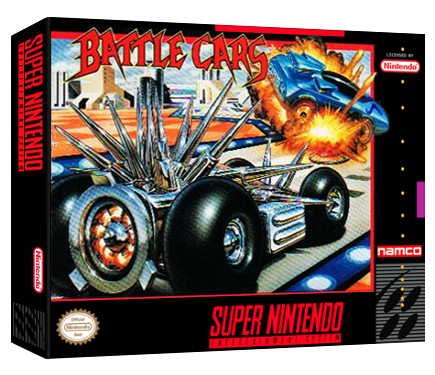 BATTLE CARS
LICENSED BY
Nintendo
namco
SUPER NINTENDO
ENTERTAINMENT SYSTEM
Official
Nintendo
Seal
SUPER NINTENDO
ENTERTAINMENT SYSTEM
Nintendo